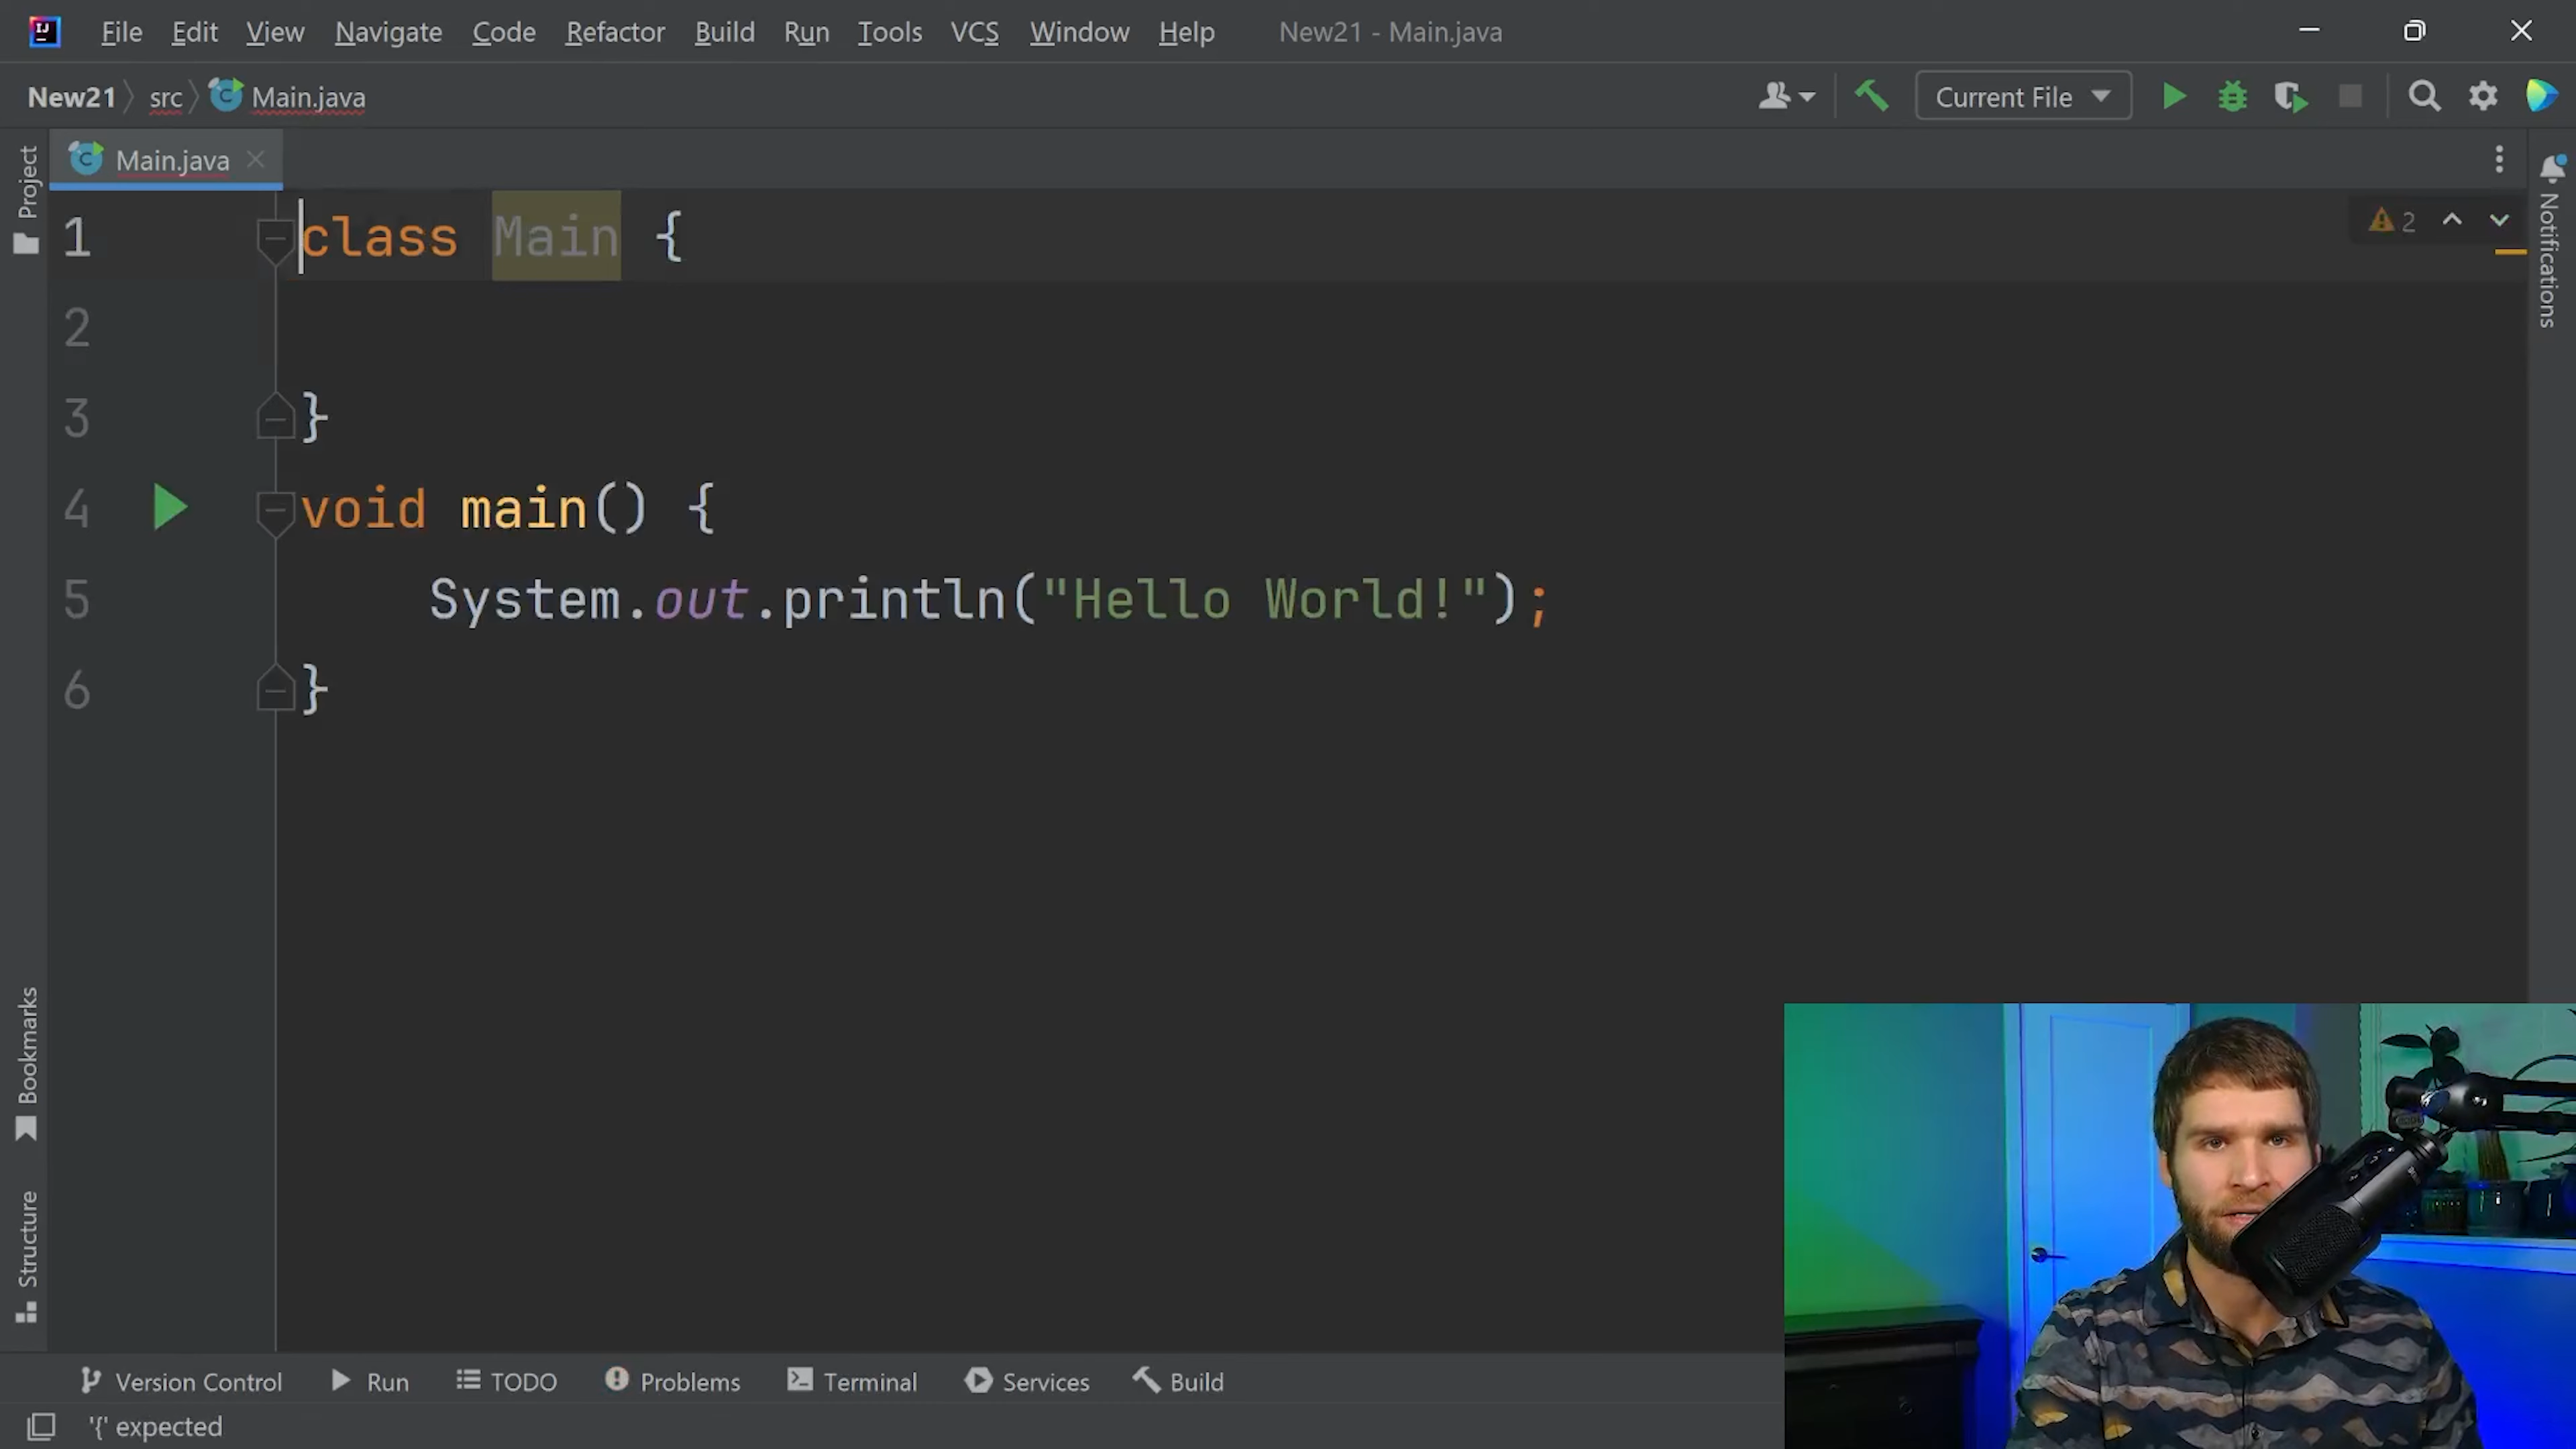 File Edit View Navigate Code Refactor Build Run Tools VCS Window Help New21 - Main.java
New21 src Main.java Current File
Main.java
Project
Bookmarks
Structure
Notifications
2
1 class Main {
2
3 }
4 void main() {
5 System.out.println("Hello World!");
6 }
Version Control Run TODO Problems Terminal Services Build
'{' expected